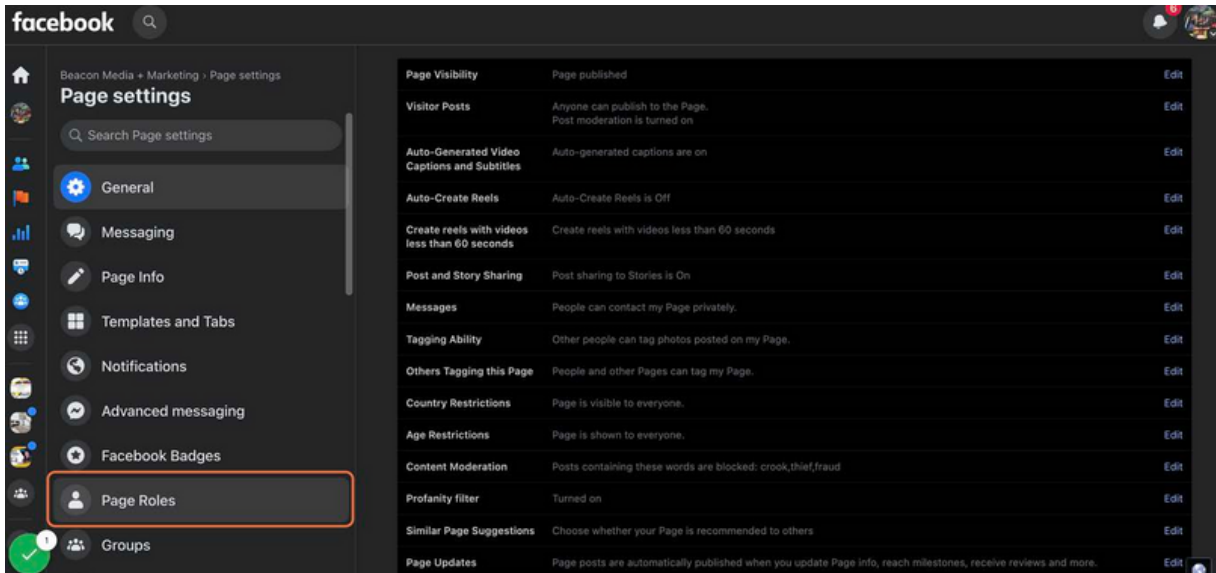 facebook
6
Beacon Media + Marketing › Page settings
Page settings
Search Page settings
General
Messaging
Page Info
Templates and Tabs
Notifications
Advanced messaging
Facebook Badges
Page Roles
Groups
1
Page Visibility Page published Edit
Visitor Posts Anyone can publish to the Page. Edit
Post moderation is turned on
Auto-Generated Video Auto-generated captions are on Edit
Captions and Subtitles
Auto-Create Reels Auto-Create Reels is Off Edit
Create reels with videos Create reels with videos less than 60 seconds Edit
less than 60 seconds
Post and Story Sharing Post sharing to Stories is On Edit
Messages People can contact my Page privately. Edit
Tagging Ability Other people can tag photos posted on my Page. Edit
Others Tagging this Page People and other Pages can tag my Page. Edit
Country Restrictions Page is visible to everyone. Edit
Age Restrictions Page is shown to everyone. Edit
Content Moderation Posts containing these words are blocked: crook,thief,fraud Edit
Profanity filter Turned on Edit
Similar Page Suggestions Choose whether your Page is recommended to others Edit
Page Updates Page posts are automatically published when you update Page info, reach milestones, receive reviews and more. Edit